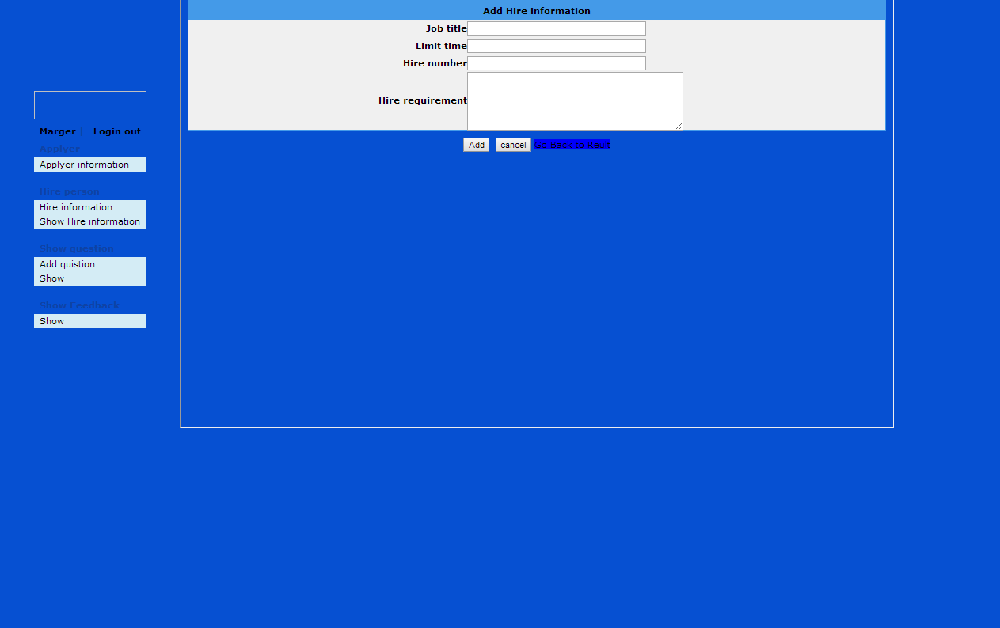 Add Hire information
Job title
Limit time
Hire number
Hire requirement
Add cancel Go Back to Reult
Marger | Login out
Applyer
Applyer information
Hire person
Hire information
Show Hire information
Show question
Add quistion
Show
Show Feedback
Show